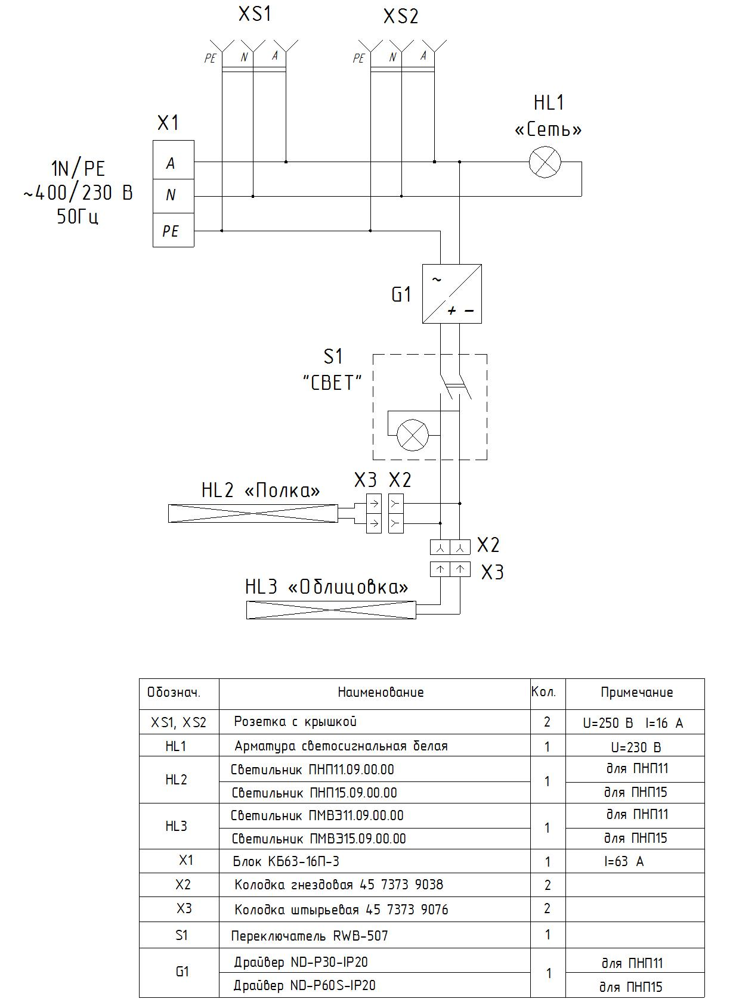 XS1
XS2
PE N A
PE N A
HL1
«Сеть»
X1
A
1N/PE
~400/230 В
50Гц
N
PE
~
G1
+ −
S1
"СВЕТ"
X3 X2
HL2 «Полка»
X2
X3
HL3 «Облицовка»
Обознач. Наименование Кол. Примечание
XS1, XS2 Розетка с крышкой 2 U=250 В I=16 А
HL1 Арматура светосигнальная белая 1 U=230 В
HL2 Светильник ПНП11.09.00.00 1 для ПНП11
Светильник ПНП15.09.00.00 для ПНП15
HL3 Светильник ПМВЭ11.09.00.00 1 для ПНП11
Светильник ПМВЭ15.09.00.00 для ПНП15
X1 Блок КБ63-16П-3 1 I=63 А
X2 Колодка гнездовая 45 7373 9038 2
X3 Колодка штырьевая 45 7373 9076 2
S1 Переключатель RWB-507 1
G1 Драйвер ND-P30-IP20 1 для ПНП11
Драйвер ND-P60S-IP20 для ПНП15